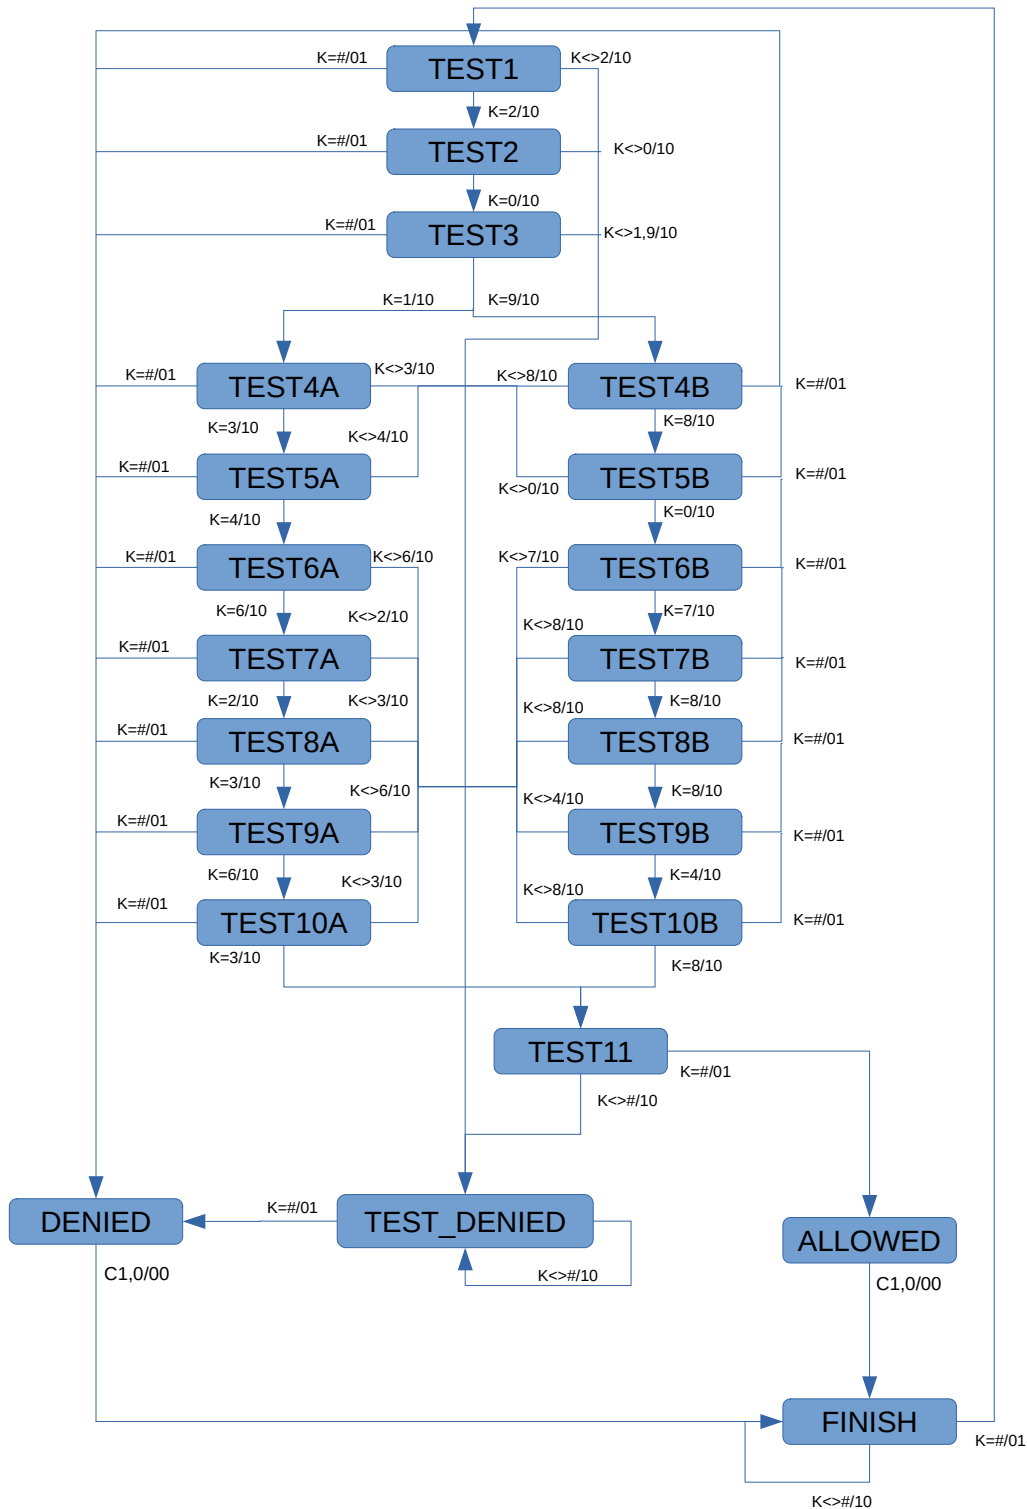 K=#/01
TEST1
K<>2/10
K=2/10
K=#/01
TEST2
K<>0/10
K=0/10
K=#/01
TEST3
K<>1,9/10
K=1/10
K=9/10
K=#/01
TEST4A
K<>3/10
K<>8/10
TEST4B
K=#/01
K=3/10
K<>4/10
K=8/10
K=#/01
TEST5A
K<>0/10
TEST5B
K=#/01
K=4/10
K=0/10
K=#/01
TEST6A
K<>6/10
K<>7/10
TEST6B
K=#/01
K=6/10
K<>2/10
K<>8/10
K=7/10
K=#/01
TEST7A
TEST7B
K=#/01
K=2/10
K<>3/10
K<>8/10
K=8/10
K=#/01
TEST8A
TEST8B
K=#/01
K=3/10
K<>6/10
K<>4/10
K=8/10
K=#/01
TEST9A
TEST9B
K=#/01
K=6/10
K<>3/10
K<>8/10
K=4/10
K=#/01
TEST10A
TEST10B
K=#/01
K=3/10
K=8/10
TEST11
K=#/01
K<>#/10
DENIED
K=#/01
TEST_DENIED
ALLOWED
C1,0/00
K<>#/10
C1,0/00
FINISH
K=#/01
K<>#/10